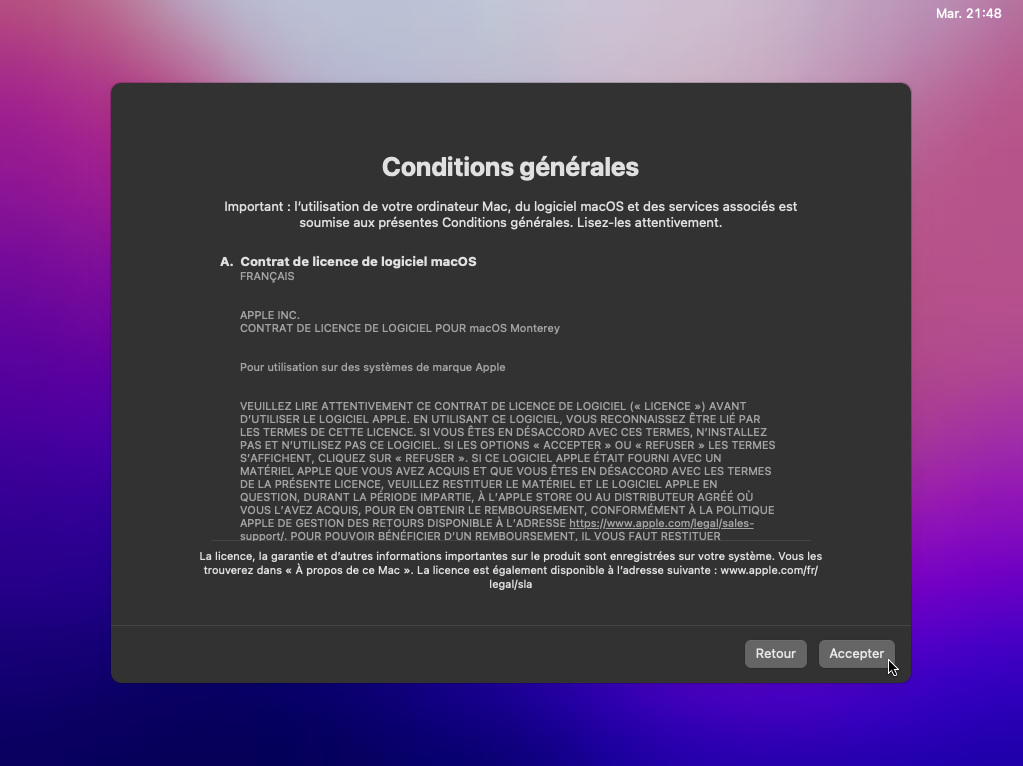 Mar. 21:48
Conditions générales
Important : l’utilisation de votre ordinateur Mac, du logiciel macOS et des services associés est
soumise aux présentes Conditions générales. Lisez-les attentivement.
A. Contrat de licence de logiciel macOS
FRANÇAIS
APPLE INC.
CONTRAT DE LICENCE DE LOGICIEL POUR macOS Monterey
Pour utilisation sur des systèmes de marque Apple
VEUILLEZ LIRE ATTENTIVEMENT CE CONTRAT DE LICENCE DE LOGICIEL (« LICENCE ») AVANT
D’UTILISER LE LOGICIEL APPLE. EN UTILISANT CE LOGICIEL, VOUS RECONNAISSEZ ÊTRE LIÉ PAR
LES TERMES DE CETTE LICENCE. SI VOUS ÊTES EN DÉSACCORD AVEC CES TERMES, N’INSTALLEZ
PAS ET N’UTILISEZ PAS CE LOGICIEL. SI LES OPTIONS « ACCEPTER » OU « REFUSER » LES TERMES
S’AFFICHENT, CLIQUEZ SUR « REFUSER ». SI CE LOGICIEL APPLE ÉTAIT FOURNI AVEC UN
MATÉRIEL APPLE QUE VOUS AVEZ ACQUIS ET QUE VOUS ÊTES EN DÉSACCORD AVEC LES TERMES
DE LA PRÉSENTE LICENCE, VEUILLEZ RESTITUER LE MATÉRIEL ET LE LOGICIEL APPLE EN
QUESTION, DURANT LA PÉRIODE IMPARTIE, À L’APPLE STORE OU AU DISTRIBUTEUR AGRÉÉ OÙ
VOUS L’AVEZ ACQUIS, POUR EN OBTENIR LE REMBOURSEMENT, CONFORMÉMENT À LA POLITIQUE
APPLE DE GESTION DES RETOURS DISPONIBLE À L’ADRESSE https://www.apple.com/legal/sales-
support/. POUR POUVOIR BÉNÉFICIER D’UN REMBOURSEMENT, IL VOUS FAUT RESTITUER
La licence, la garantie et d’autres informations importantes sur le produit sont enregistrées sur votre système. Vous les
trouverez dans « À propos de ce Mac ». La licence est également disponible à l’adresse suivante : www.apple.com/fr/
legal/sla
Retour
Accepter